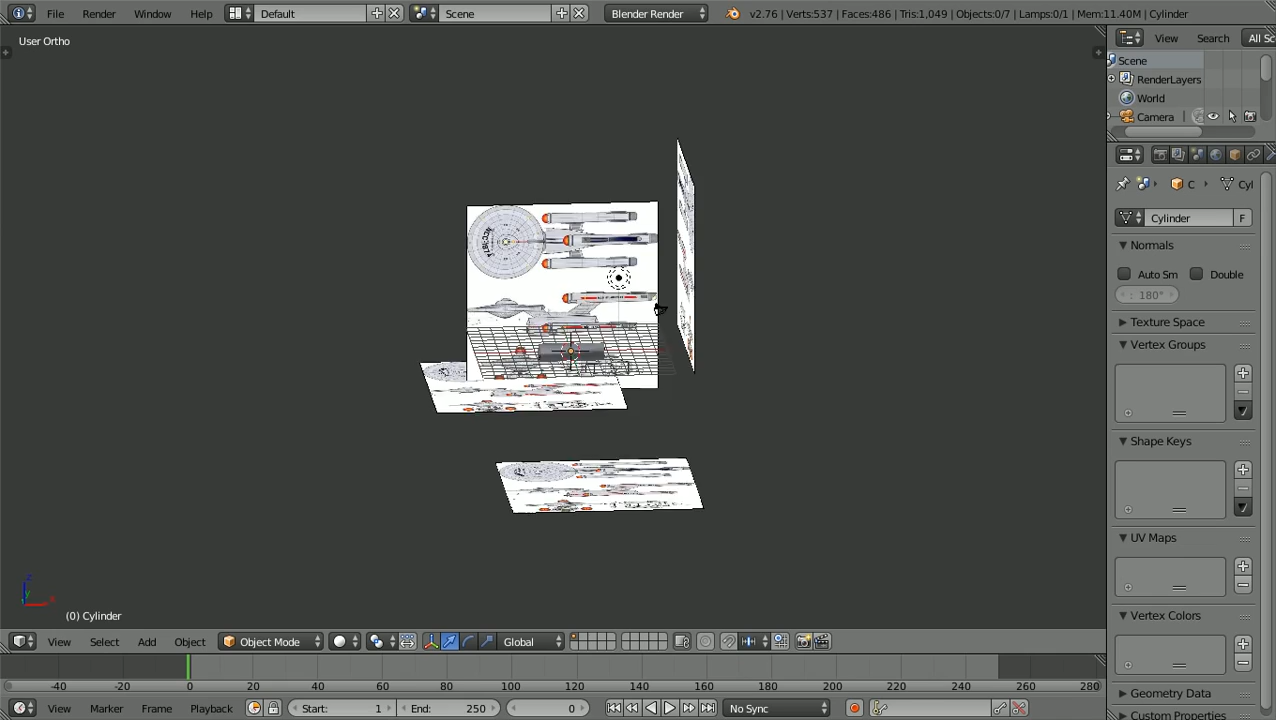 File Render Window Help Default Scene Blender Render v2.76 | Verts:537 | Faces:486 | Tris:1,049 | Objects:0/7 | Lamps:0/1 | Mem:11.40M | Cylinder
User Ortho
View Search All Sc
Scene
RenderLayers
World
Camera
C Cyl
Cylinder F
Normals
Auto Sm Double
: 180°
Texture Space
Vertex Groups
Shape Keys
UV Maps
Vertex Colors
Geometry Data
Custom Properties
z
y
x
(0) Cylinder
View Select Add Object Object Mode Global
-40 -20 0 20 40 60 80 100 120 140 160 180 200 220 240 260 280
View Marker Frame Playback Start: 1 End: 250 0 No Sync